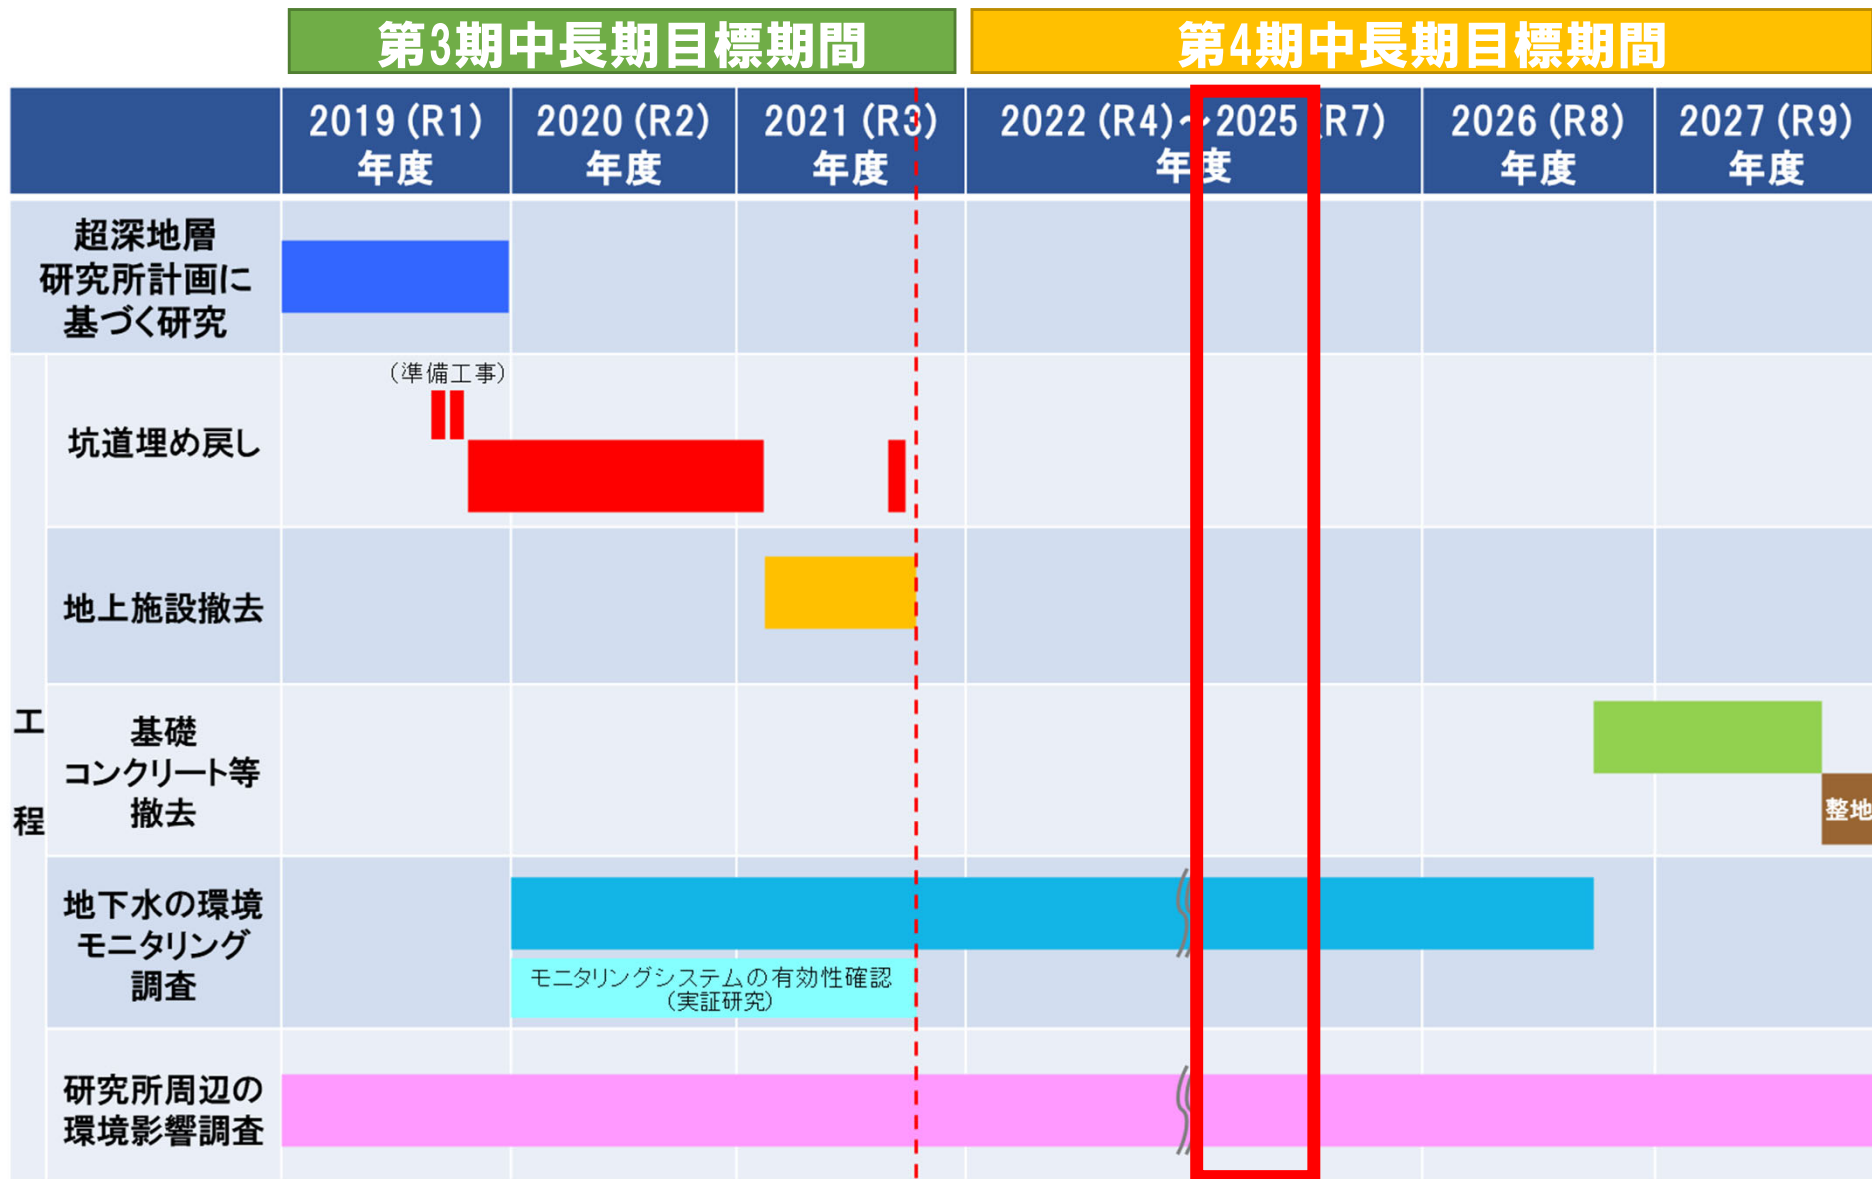 第3期中長期目標期間
第4期中長期目標期間
2019 (R1)
年度
2020 (R2)
年度
2021 (R3)
年度
2022 (R4)～2025 (R7)
年度
2026 (R8)
年度
2027 (R9)
年度
超深地層
研究所計画に
基づく研究
工
程
坑道埋め戻し
(準備工事)
地上施設撤去
基礎
コンクリート等
撤去
整地
地下水の環境
モニタリング
調査
モニタリングシステムの有効性確認
(実証研究)
研究所周辺の
環境影響調査